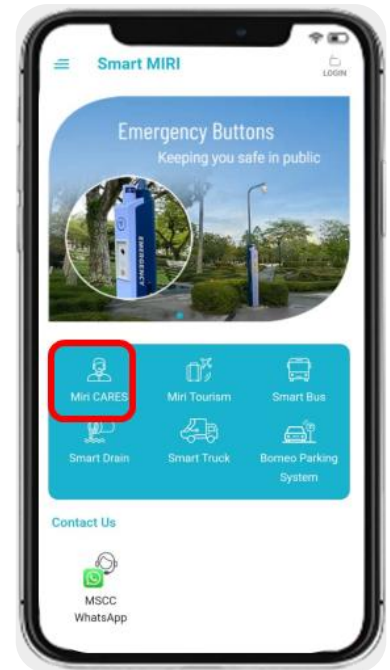 Smart MIRI
LOGIN
Emergency Buttons
Keeping you safe in public
EMERGENCY
Miri CARES
Miri Tourism
Smart Bus
Smart Drain
Smart Truck
Borneo Parking
System
Contact Us
MSCC
WhatsApp